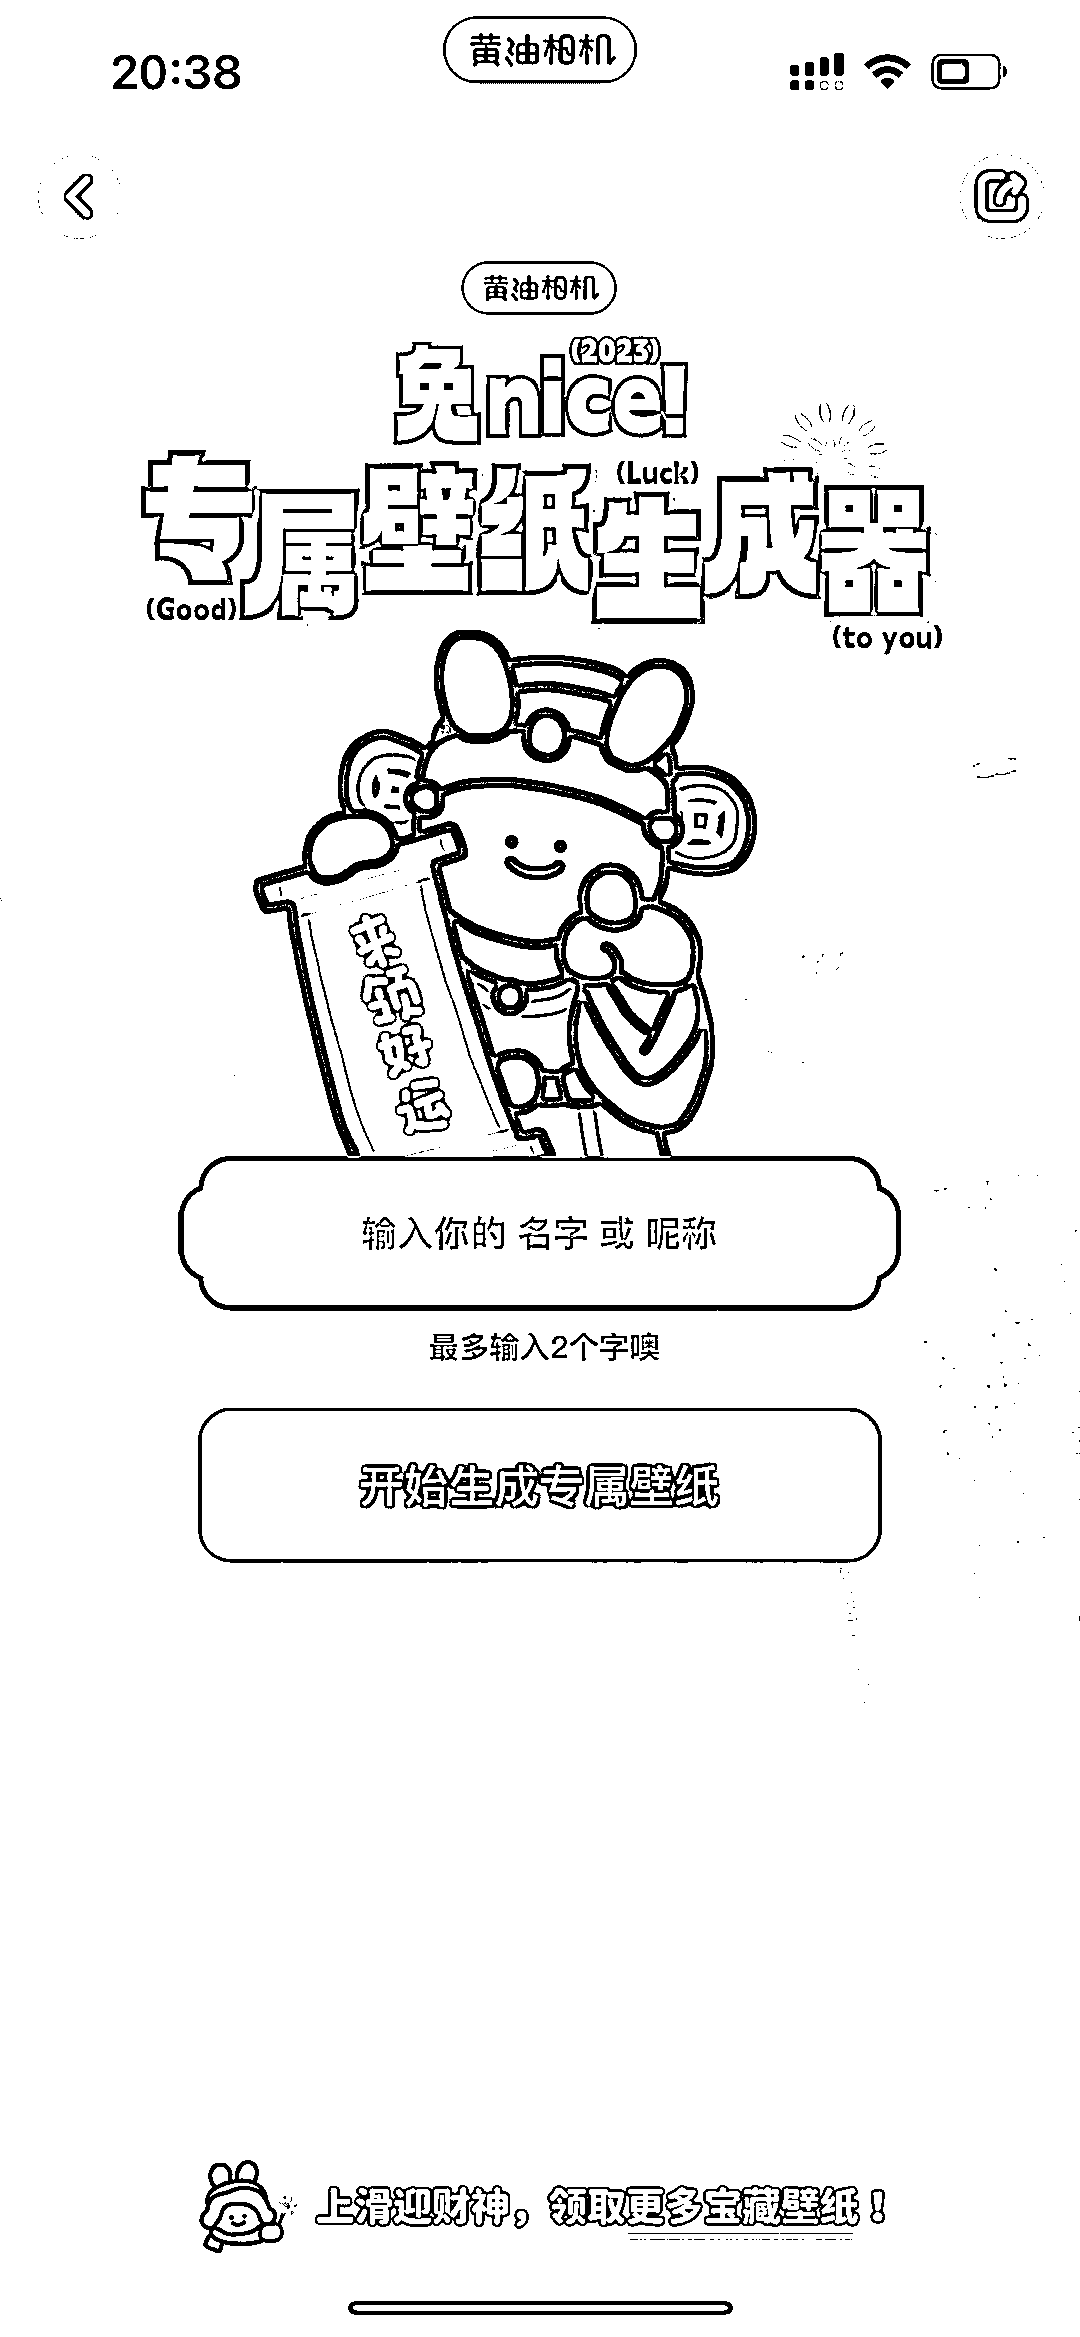 黄油相机
20:38
黄油相机
兔nice!
(2023)
专属壁纸生成器
(Luck)
(Good)
(to you)
来领好运
输入你的 名字 或 昵称
最多输入2个字噢
开始生成专属壁纸
上滑迎财神，领取更多宝藏壁纸！